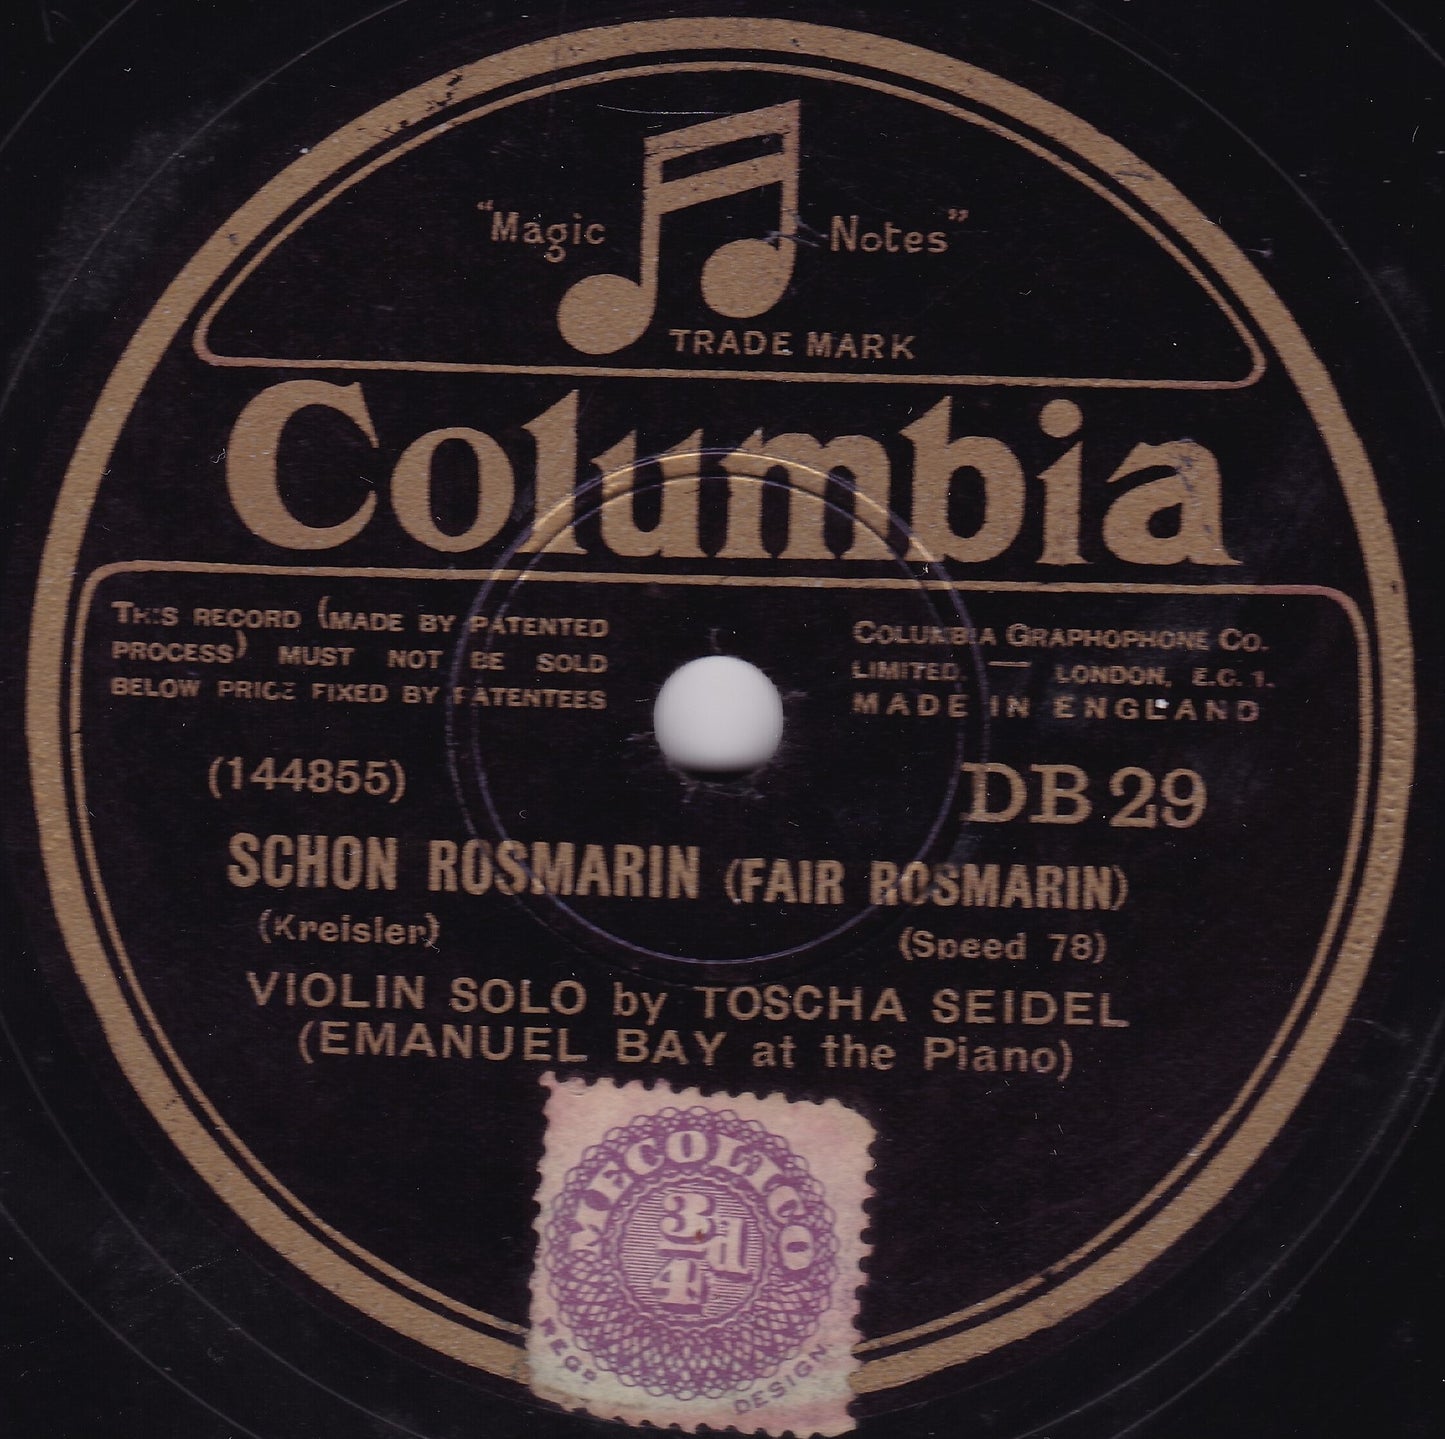 "Magic Notes"
TRADE MARK
Columbia
THIS RECORD (MADE BY PATENTED
PROCESS) MUST NOT BE SOLD
BELOW PRICE FIXED BY PATENTEES
COLUMBIA GRAPHOPHONE CO.
LIMITED. — LONDON, E.C.1.
MADE IN ENGLAND
(144855)
DB 29
SCHON ROSMARIN (FAIR ROSMARIN)
(Kreisler) (Speed 78)
VIOLIN SOLO by TOSCHA SEIDEL
(EMANUEL BAY at the Piano)
MECOLICO
3/4d
REGD DESIGN